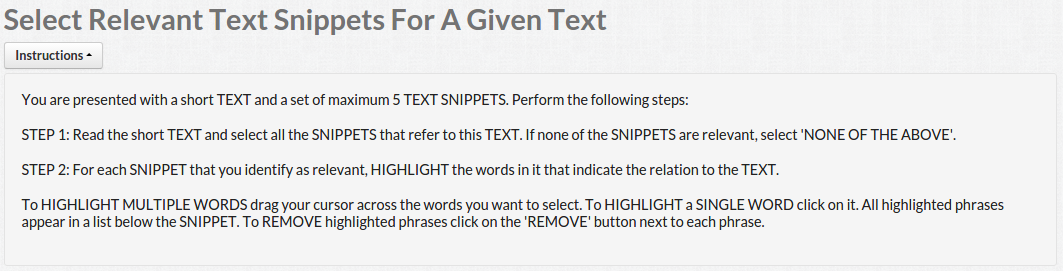 Select Relevant Text Snippets For A Given Text
Instructions
You are presented with a short TEXT and a set of maximum 5 TEXT SNIPPETS. Perform the following steps:
STEP 1: Read the short TEXT and select all the SNIPPETS that refer to this TEXT. If none of the SNIPPETS are relevant, select 'NONE OF THE ABOVE'.
STEP 2: For each SNIPPET that you identify as relevant, HIGHLIGHT the words in it that indicate the relation to the TEXT.
To HIGHLIGHT MULTIPLE WORDS drag your cursor across the words you want to select. To HIGHLIGHT a SINGLE WORD click on it. All highlighted phrases
appear in a list below the SNIPPET. To REMOVE highlighted phrases click on the 'REMOVE' button next to each phrase.